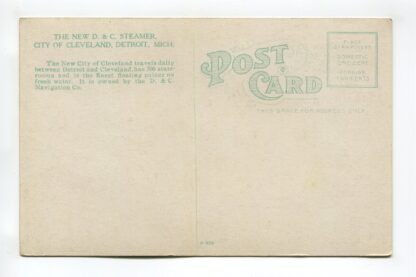 THE NEW D. & C. STEAMER,
CITY OF CLEVELAND, DETROIT, MICH.
The New City of Cleveland travels daily
between Detroit and Cleveland, has 500 state-
rooms and is the finest floating palace on
fresh water. It is owned by the D. & C.
Navigation Co.
POST
CARD
PLACE
STAMP HERE
DOMESTIC
ONE CENT
FOREIGN
TWO CENTS
THIS SPACE FOR ADDRESS ONLY